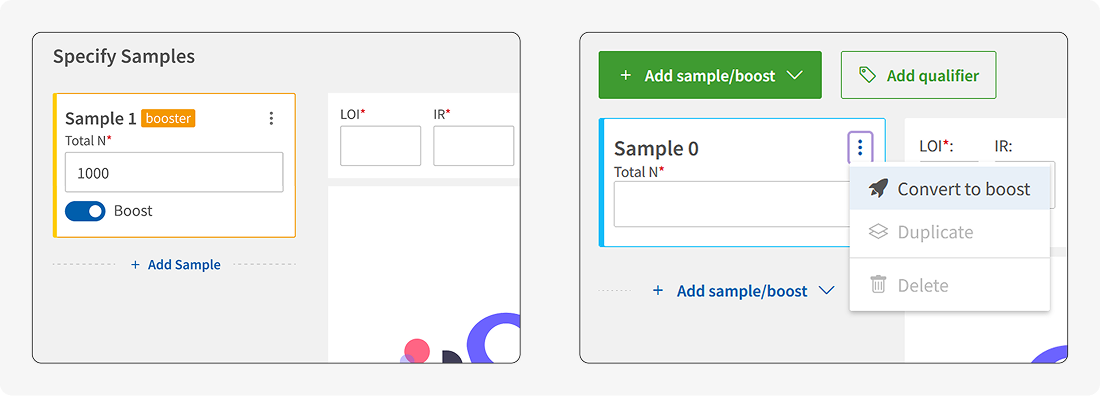 Specify Samples
Sample 1 booster
Total N*
1000
Boost
+ Add Sample
LOI*
IR*
+ Add sample/boost
Add qualifier
Sample 0
Total N*
LOI*:
IR:
Convert to boost
Duplicate
Delete
+ Add sample/boost